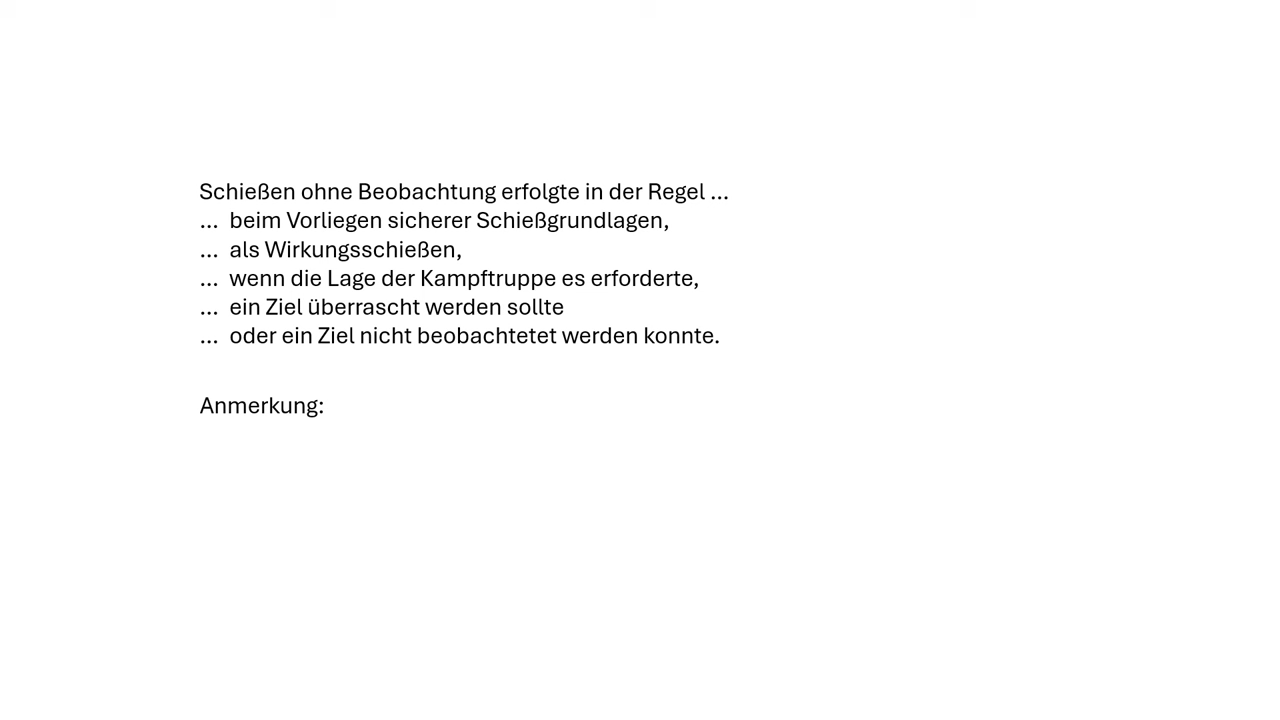 Schießen ohne Beobachtung erfolgte in der Regel ...
... beim Vorliegen sicherer Schießgrundlagen,
... als Wirkungsschießen,
... wenn die Lage der Kampftruppe es erforderte,
... ein Ziel überrascht werden sollte
... oder ein Ziel nicht beobachtetet werden konnte.
Anmerkung: